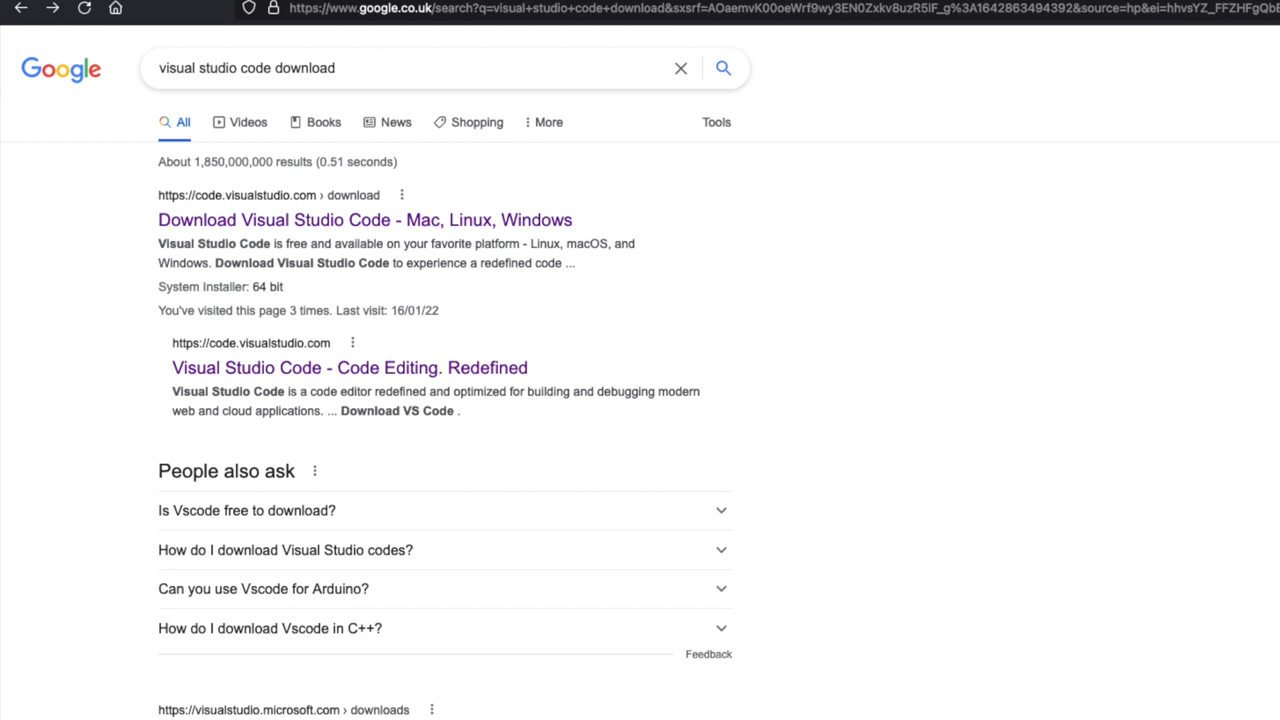 https://www.google.co.uk/search?q=visual+studio+code+download&sxsrf=AOaemvK00oeWrf9wy3EN0Zxkv8uzR5lF_g%3A1642863494392&source=hp&ei=hhvsYZ_FFZHFgQbE
Google
visual studio code download
All Videos Books News Shopping More Tools
About 1,850,000,000 results (0.51 seconds)
https://code.visualstudio.com › download
Download Visual Studio Code - Mac, Linux, Windows
Visual Studio Code is free and available on your favorite platform - Linux, macOS, and
Windows. Download Visual Studio Code to experience a redefined code ...
System Installer: 64 bit
You've visited this page 3 times. Last visit: 16/01/22
https://code.visualstudio.com
Visual Studio Code - Code Editing. Redefined
Visual Studio Code is a code editor redefined and optimized for building and debugging modern
web and cloud applications. ... Download VS Code .
People also ask
Is Vscode free to download?
How do I download Visual Studio codes?
Can you use Vscode for Arduino?
How do I download Vscode in C++?
Feedback
https://visualstudio.microsoft.com › downloads